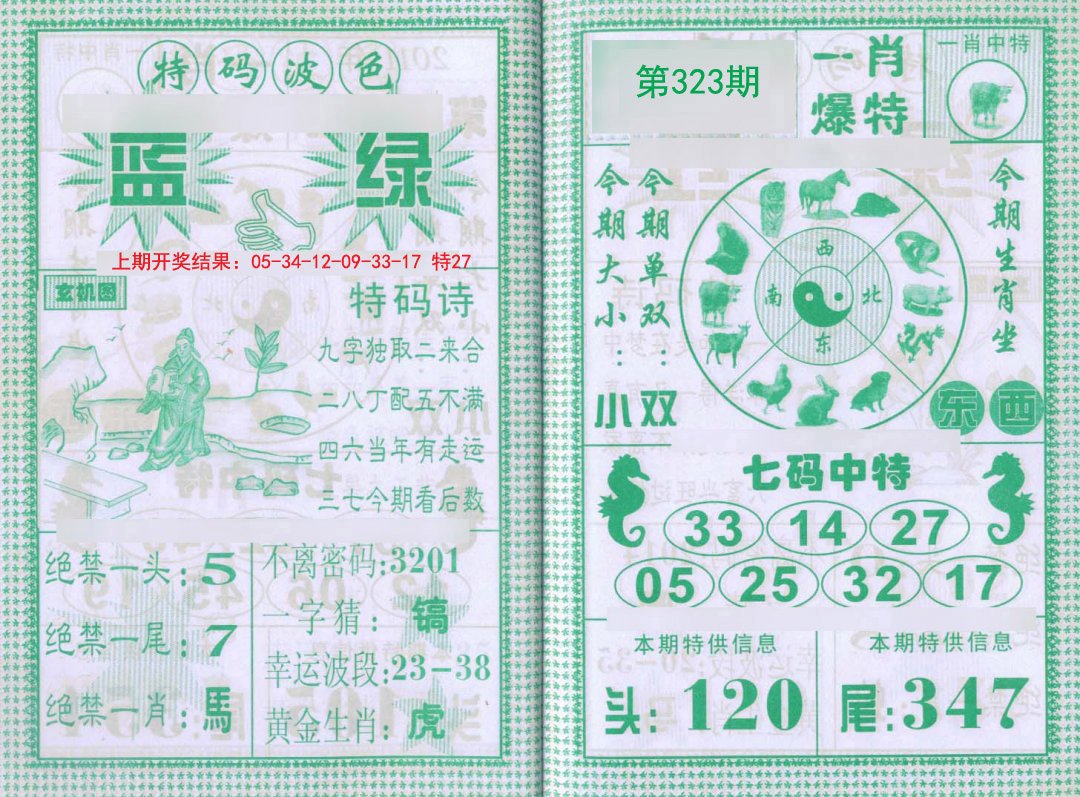 特码波色
蓝 绿
上期开奖结果：05-34-12-09-33-17 特27
玄机图
特码诗
九字独取二来合
二八丁配五不满
四六当年有走运
三七今期看后数
绝禁一头：5
绝禁一尾：7
绝禁一肖：馬
不离密码：3201
一字猜：镐
幸运波段：23-38
黄金生肖：虎
第323期
一肖
爆特
一肖中特
今期大小：小
今期单双：双
西
南 北
东
今期生肖坐
东 西
七码中特
33 14 27
05 25 32 17
本期特供信息
头：120
本期特供信息
尾：347